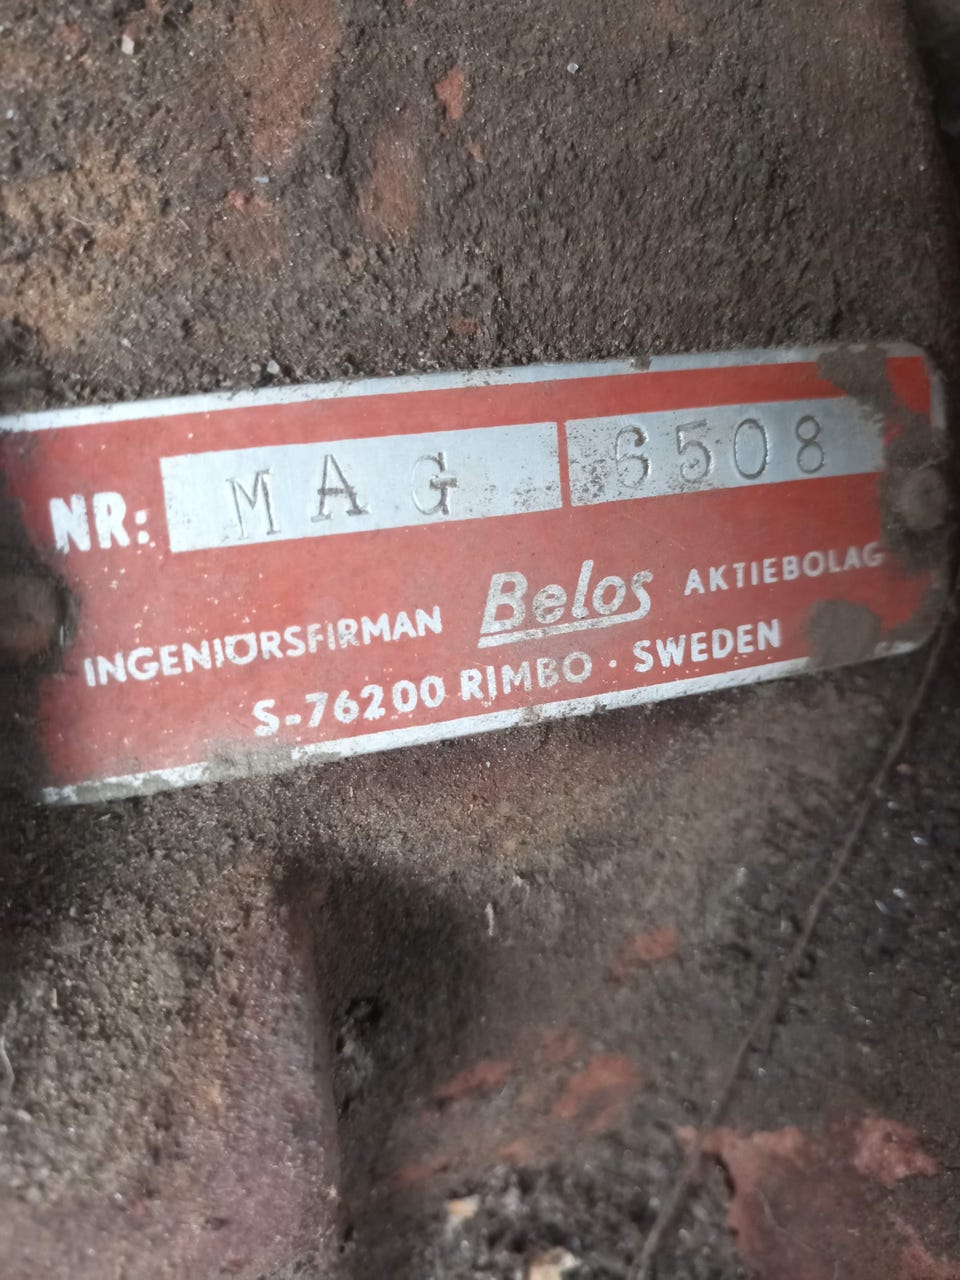 NR: MAG 6508
INGENIÖRSFIRMAN Belos AKTIEBOLAG
S-76200 RIMBO · SWEDEN